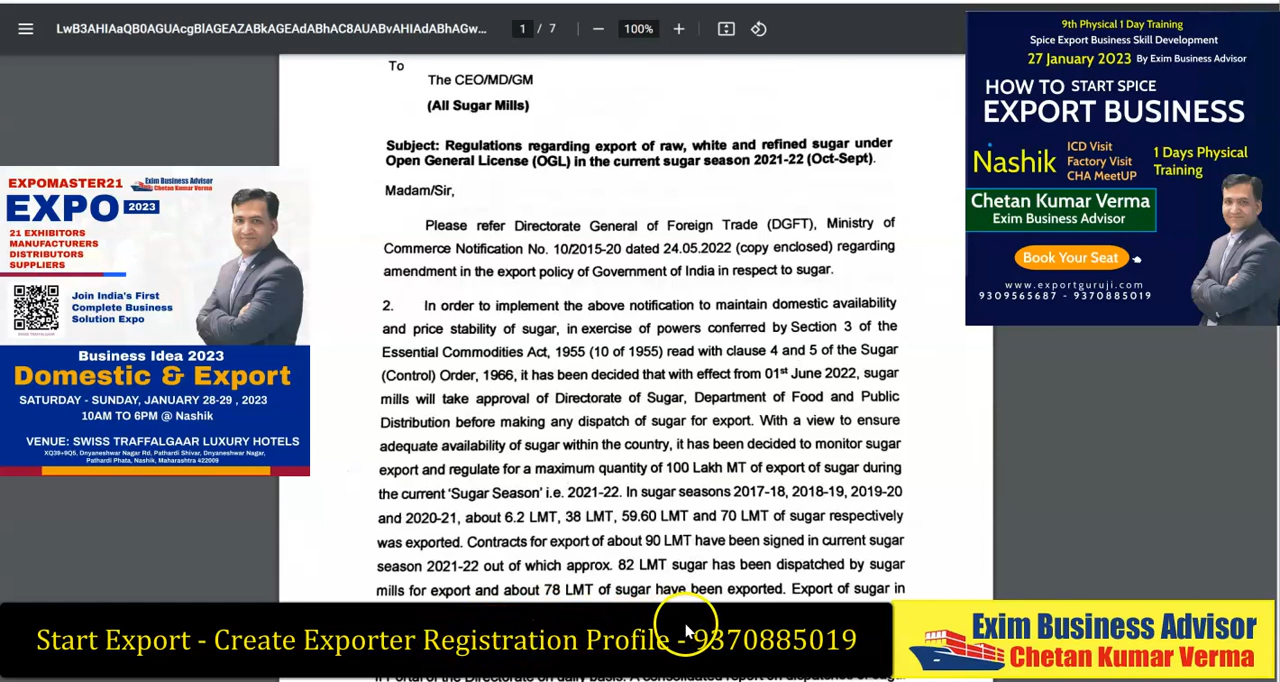 LwB3AHIAaQB0AGUAcgBlAGEAZABkAGEAdABhAC8AUABvAHIAdABhAGw...
1 / 7
100%
To
The CEO/MD/GM
(All Sugar Mills)
Subject: Regulations regarding export of raw, white and refined sugar under
Open General License (OGL) in the current sugar season 2021-22 (Oct-Sept).
Madam/Sir,
Please refer Directorate General of Foreign Trade (DGFT), Ministry of
Commerce Notification No. 10/2015-20 dated 24.05.2022 (copy enclosed) regarding
amendment in the export policy of Government of India in respect to sugar.
2. In order to implement the above notification to maintain domestic availability
and price stability of sugar, in exercise of powers conferred by Section 3 of the
Essential Commodities Act, 1955 (10 of 1955) read with clause 4 and 5 of the Sugar
(Control) Order, 1966, it has been decided that with effect from 01st June 2022, sugar
mills will take approval of Directorate of Sugar, Department of Food and Public
Distribution before making any dispatch of sugar for export. With a view to ensure
adequate availability of sugar within the country, it has been decided to monitor sugar
export and regulate for a maximum quantity of 100 Lakh MT of export of sugar during
the current 'Sugar Season' i.e. 2021-22. In sugar seasons 2017-18, 2018-19, 2019-20
and 2020-21, about 6.2 LMT, 38 LMT, 59.60 LMT and 70 LMT of sugar respectively
was exported. Contracts for export of about 90 LMT have been signed in current sugar
season 2021-22 out of which approx. 82 LMT sugar has been dispatched by sugar
mills for export and about 78 LMT of sugar have been exported. Export of sugar in
EXPOMASTER21
Exim Business Advisor
Chetan Kumar Verma
EXPO 2023
21 EXHIBITORS
MANUFACTURERS
DISTRIBUTORS
SUPPLIERS
Join India's First
Complete Business
Solution Expo
Business Idea 2023
Domestic & Export
SATURDAY - SUNDAY, JANUARY 28-29 , 2023
10AM TO 6PM @ Nashik
VENUE: SWISS TRAFFALGAAR LUXURY HOTELS
XQ39+9Q5, Dnyaneshwar Nagar Rd, Pathardi Shivar, Dnyaneshwar Nagar,
Pathardi Phata, Nashik, Maharashtra 422009
9th Physical 1 Day Training
Spice Export Business Skill Development
27 January 2023 By Exim Business Advisor
HOW TO START SPICE
EXPORT BUSINESS
Nashik
ICD Visit
Factory Visit
CHA MeetUP
1 Days Physical
Training
Chetan Kumar Verma
Exim Business Advisor
Book Your Seat
www.exportguruji.com
9309565687 - 9370885019
Start Export - Create Exporter Registration Profile - 9370885019
Exim Business Advisor
Chetan Kumar Verma